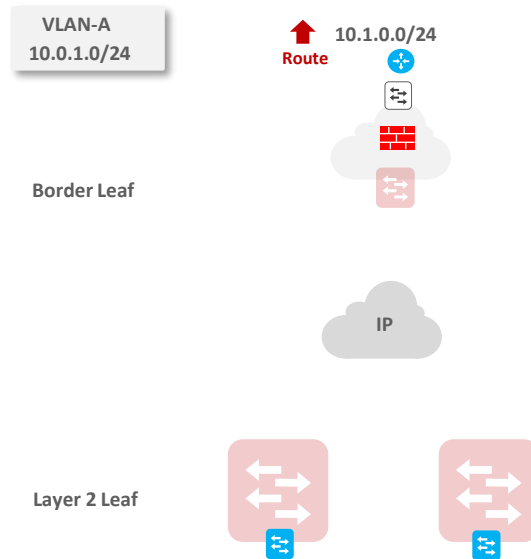 VLAN-A
10.0.1.0/24
10.1.0.0/24
Route
Border Leaf
IP
Layer 2 Leaf